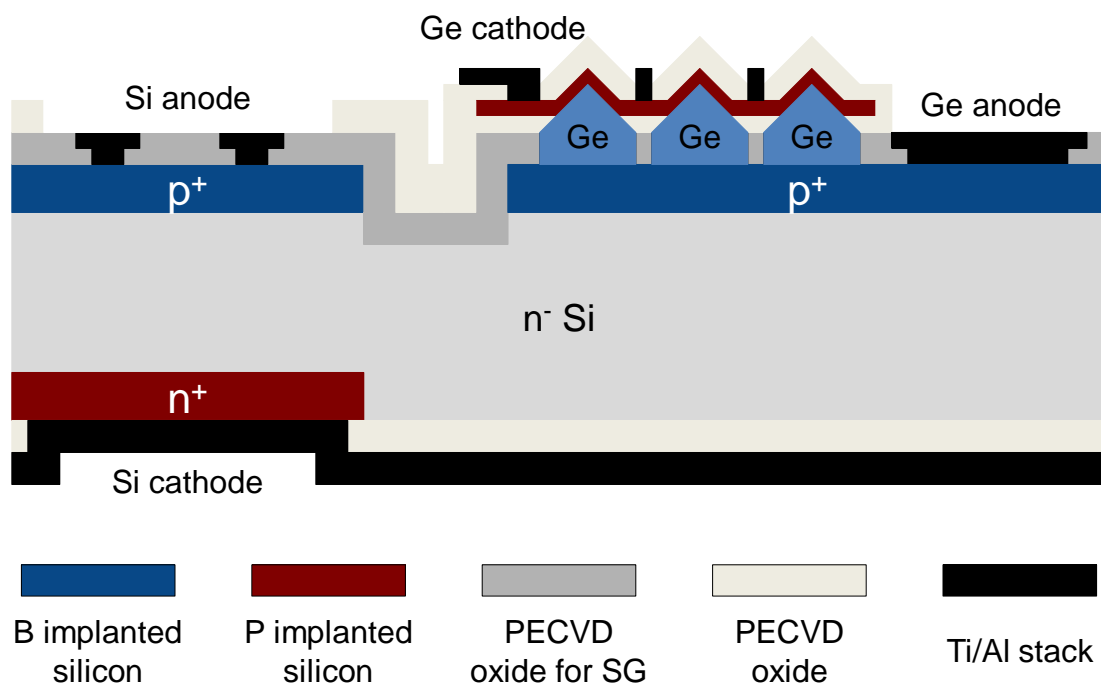 Ge cathode
Si anode
Ge anode
Ge Ge Ge
p⁺ p⁺
n⁻ Si
n⁺
Si cathode
B implanted
silicon
P implanted
silicon
PECVD
oxide for SG
PECVD
oxide
Ti/Al stack